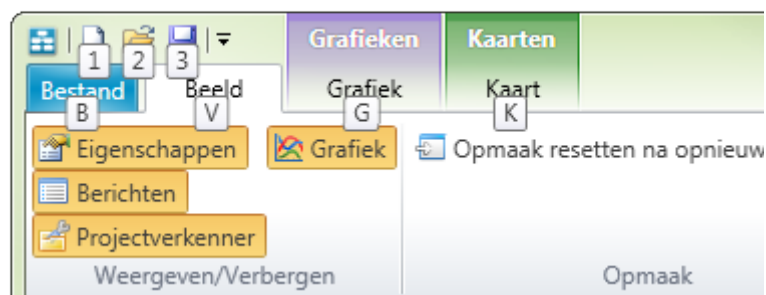 Grafieken Kaarten
1 2 3
Bestand Beeld Grafiek Kaart
B V G K
Eigenschappen Grafiek Opmaak resetten na opnieuw
Berichten
Projectverkenner
Weergeven/Verbergen Opmaak